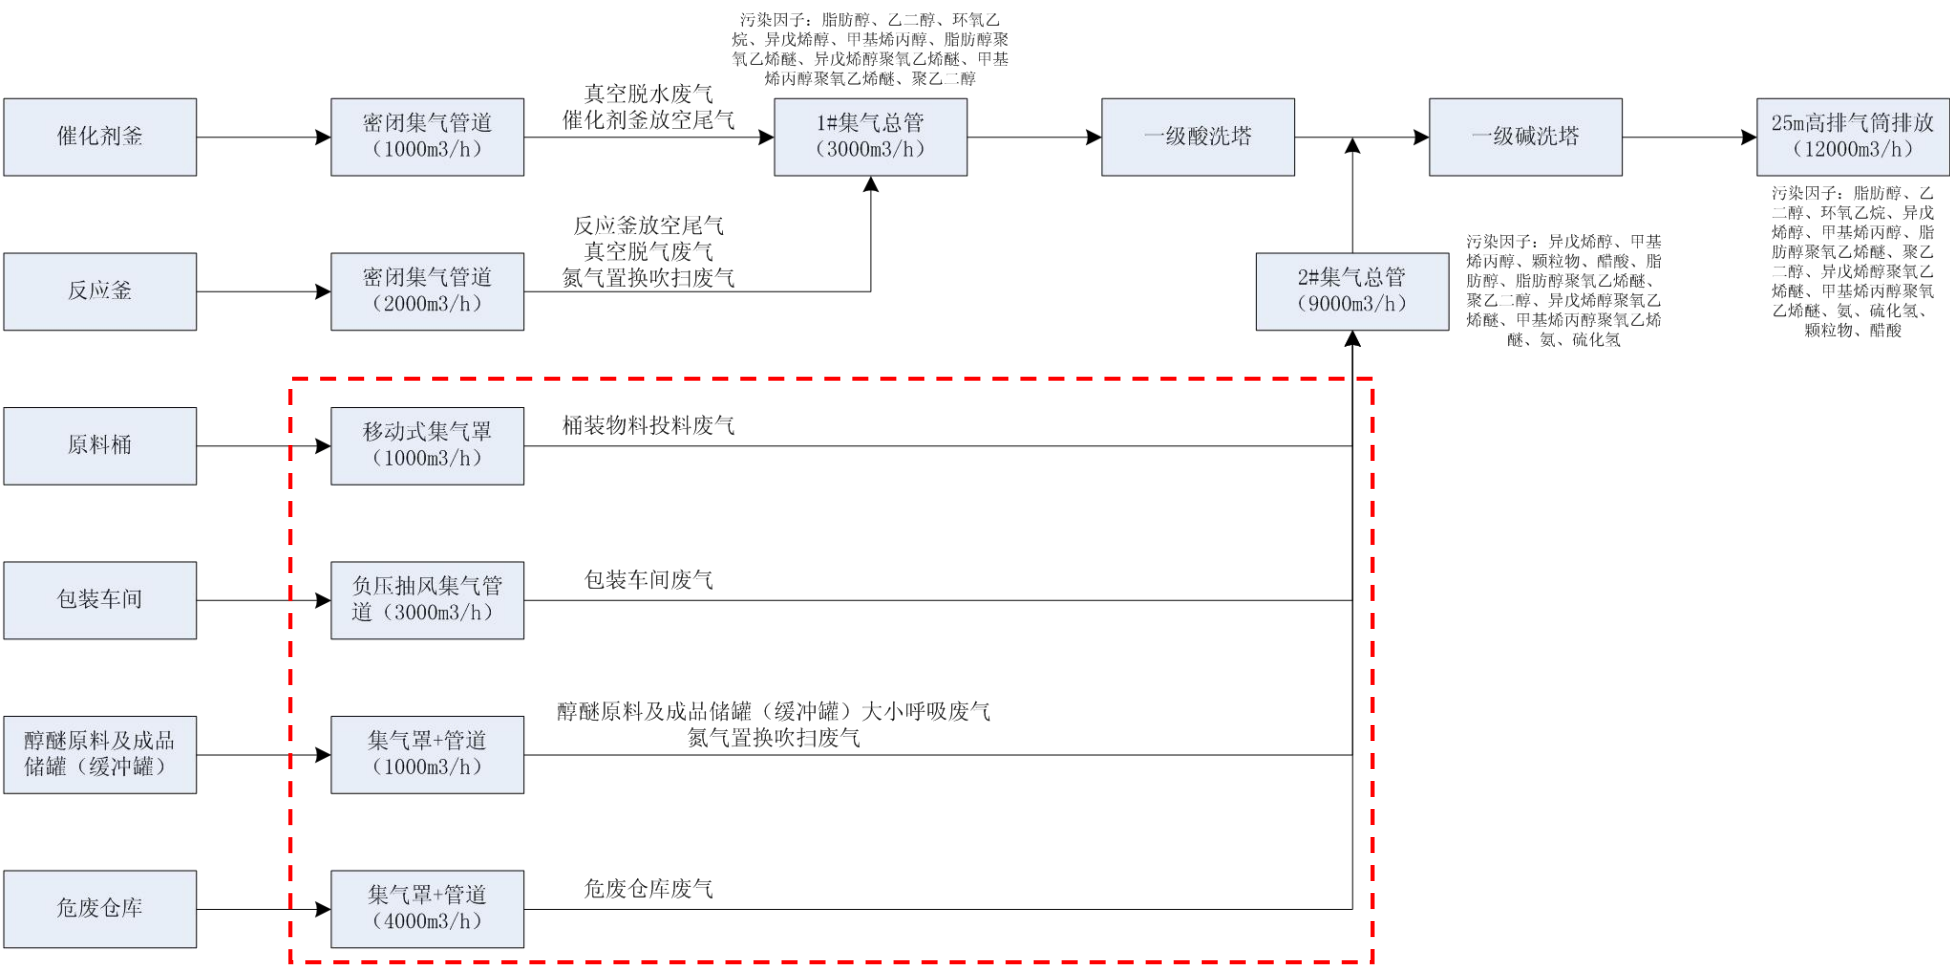 污染因子：脂肪醇、乙二醇、环氧乙
烷、异戊烯醇、甲基烯丙醇、脂肪醇聚
氧乙烯醚、异戊烯醇聚氧乙烯醚、甲基
烯丙醇聚氧乙烯醚、聚乙二醇
催化剂釜
密闭集气管道
（1000m3/h）
真空脱水废气
催化剂釜放空尾气
1#集气总管
（3000m3/h）
一级酸洗塔
一级碱洗塔
25m高排气筒排放
（12000m3/h）
污染因子：脂肪醇、乙
二醇、环氧乙烷、异戊
烯醇、甲基烯丙醇、脂
肪醇聚氧乙烯醚、聚乙
二醇、异戊烯醇聚氧乙
烯醚、甲基烯丙醇聚氧
乙烯醚、氨、硫化氢、
颗粒物、醋酸
反应釜
密闭集气管道
（2000m3/h）
反应釜放空尾气
真空脱气废气
氮气置换吹扫废气
2#集气总管
（9000m3/h）
污染因子：异戊烯醇、甲基
烯丙醇、颗粒物、醋酸、脂
肪醇、脂肪醇聚氧乙烯醚、
聚乙二醇、异戊烯醇聚氧乙
烯醚、甲基烯丙醇聚氧乙烯
醚、氨、硫化氢
原料桶
移动式集气罩
（1000m3/h）
桶装物料投料废气
包装车间
负压抽风集气管
道（3000m3/h）
包装车间废气
醇醚原料及成品
储罐（缓冲罐）
集气罩+管道
（1000m3/h）
醇醚原料及成品储罐（缓冲罐）大小呼吸废气
氮气置换吹扫废气
危废仓库
集气罩+管道
（4000m3/h）
危废仓库废气